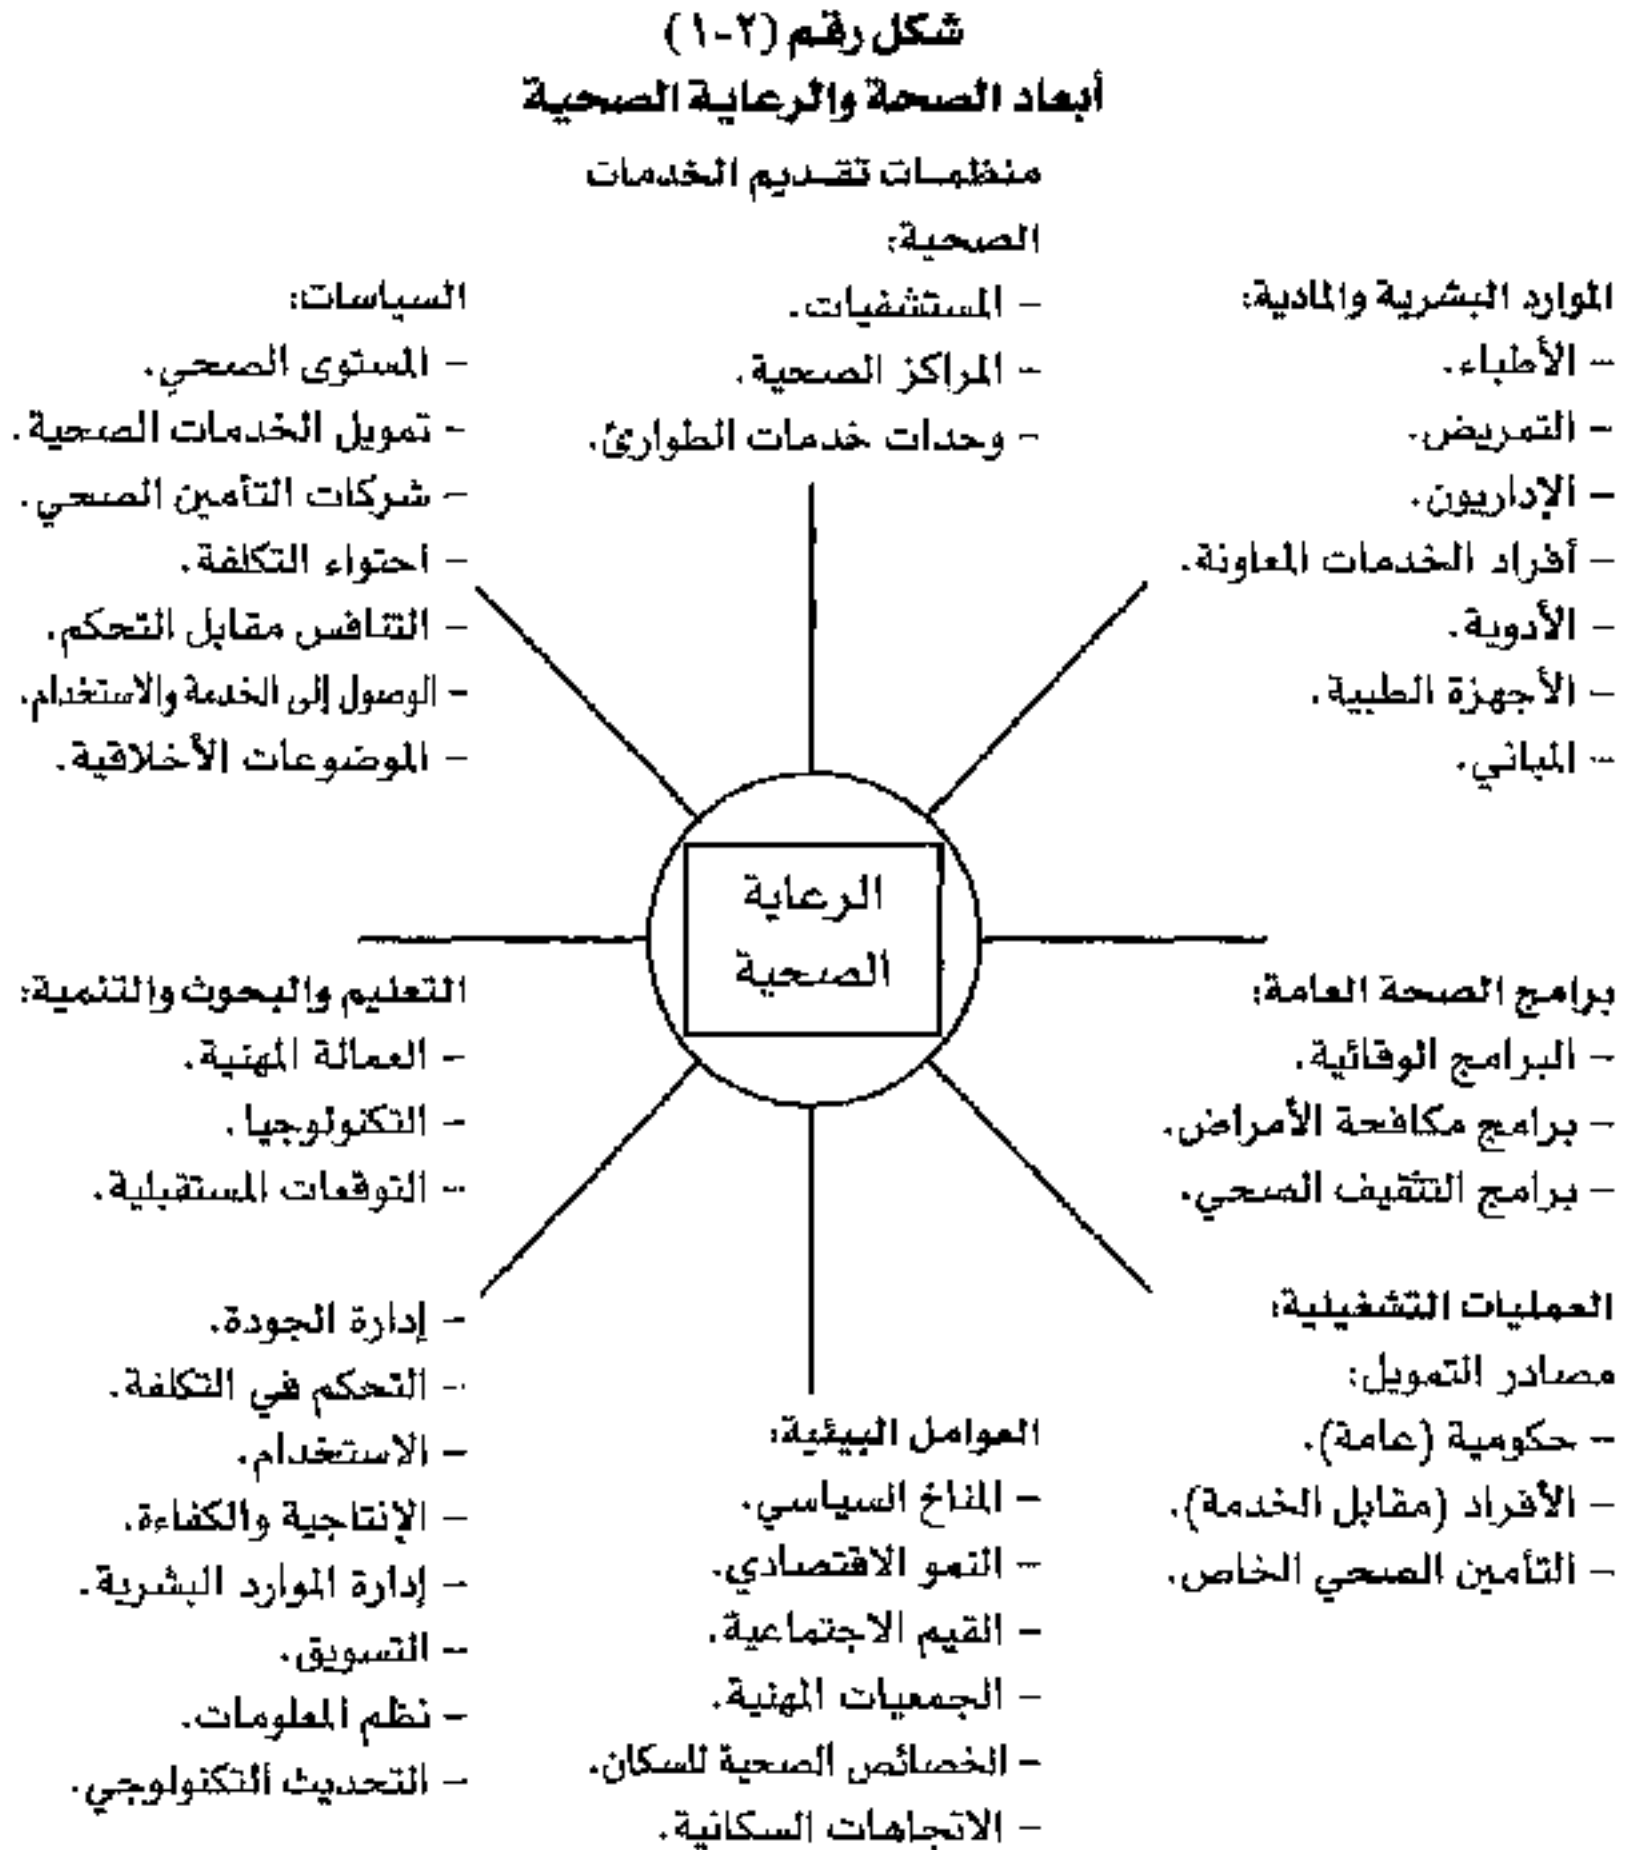 شكل رقم (٢-١)
أبعاد الصحة والرعاية الصحية
منظمات تقديم الخدمات
الصحية:
- المستشفيات.
- المراكز الصحية.
- وحدات خدمات الطوارئ.
الموارد البشرية والمادية:
- الأطباء.
- التمريض.
- الإداريون.
- أفراد الخدمات المعاونة.
- الأدوية.
- الأجهزة الطبية.
- المباني.
السياسات:
- المستوى الصحي.
- تمويل الخدمات الصحية.
- شركات التأمين الصحي.
- احتواء التكلفة.
- التنافس مقابل التحكم.
- الوصول إلى الخدمة والاستخدام.
- الموضوعات الأخلاقية.
الرعاية
الصحية
برامج الصحة العامة:
- البرامج الوقائية.
- برامج مكافحة الأمراض.
- برامج التثقيف الصحي.
التعليم والبحوث والتنمية:
- العمالة المهنية.
- التكنولوجيا.
- التوقعات المستقبلية.
العمليات التشغيلية:
مصادر التمويل:
- حكومية (عامة).
- الأفراد (مقابل الخدمة).
- التأمين الصحي الخاص.
العوامل البيئية:
- المناخ السياسي.
- النمو الاقتصادي.
- القيم الاجتماعية.
- الجمعيات المهنية.
- الخصائص الصحية للسكان.
- الاتجاهات السكانية.
- إدارة الجودة.
- التحكم في التكلفة.
- الاستخدام.
- الإنتاجية والكفاءة.
- إدارة الموارد البشرية.
- التسويق.
- نظم المعلومات.
- التحديث التكنولوجي.